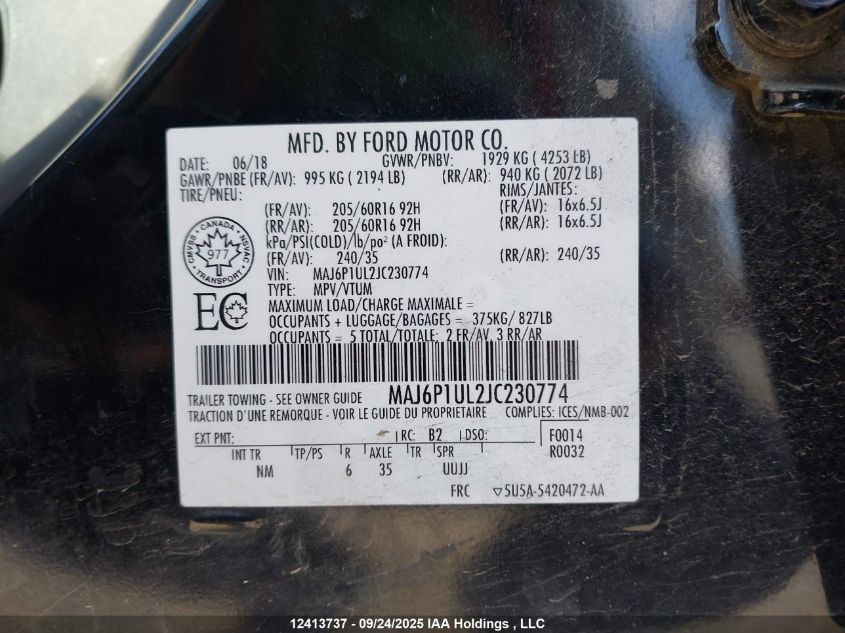 MFD. BY FORD MOTOR CO.
DATE: 06/18 GVWR/PNBV: 1929 KG ( 4253 LB)
GAWR/PNBE (FR/AV): 995 KG ( 2194 LB) (RR/AR): 940 KG ( 2072 LB)
TIRE/PNEU: RIMS/JANTES:
(FR/AV): 205/60R16 92H (FR/AV): 16x6.5J
(RR/AR): 205/60R16 92H (RR/AR): 16x6.5J
kPa/PSI(COLD)/lb/po² (A FROID):
(FR/AV): 240/35 (RR/AR): 240/35
CMVSS · CANADA · NSVAC
977
TRANSPORT
VIN: MAJ6P1UL2JC230774
TYPE: MPV/VTUM
EC
MAXIMUM LOAD/CHARGE MAXIMALE =
OCCUPANTS + LUGGAGE/BAGAGES = 375KG/ 827LB
OCCUPANTS = 5 TOTAL/TOTALE: 2 FR/AV, 3 RR/AR
TRAILER TOWING - SEE OWNER GUIDE MAJ6P1UL2JC230774
TRACTION D'UNE REMORQUE - VOIR LE GUIDE DU PROPRIETAIRE COMPLIES: ICES/NMB-002
EXT PNT: RC: B2 DSO: F0014
INT TR TP/PS R AXLE TR SPR R0032
NM 6 35 UUJJ
FRC ▽5U5A-5420472-AA
12413737 - 09/24/2025 IAA Holdings , LLC